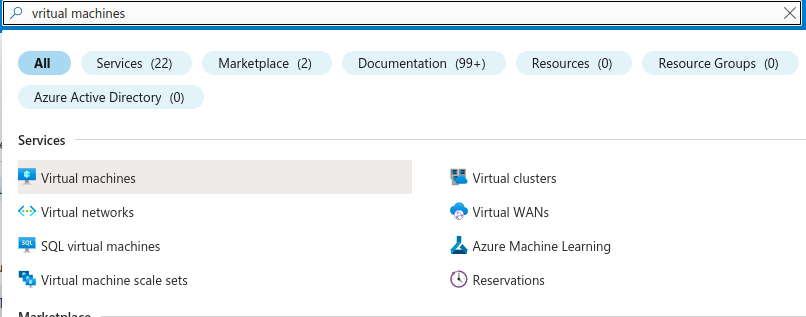 vritual machines
All Services (22) Marketplace (2) Documentation (99+) Resources (0) Resource Groups (0)
Azure Active Directory (0)
Services
Virtual machines
Virtual networks
SQL SQL virtual machines
Virtual machine scale sets
Virtual clusters
Virtual WANs
Azure Machine Learning
Reservations